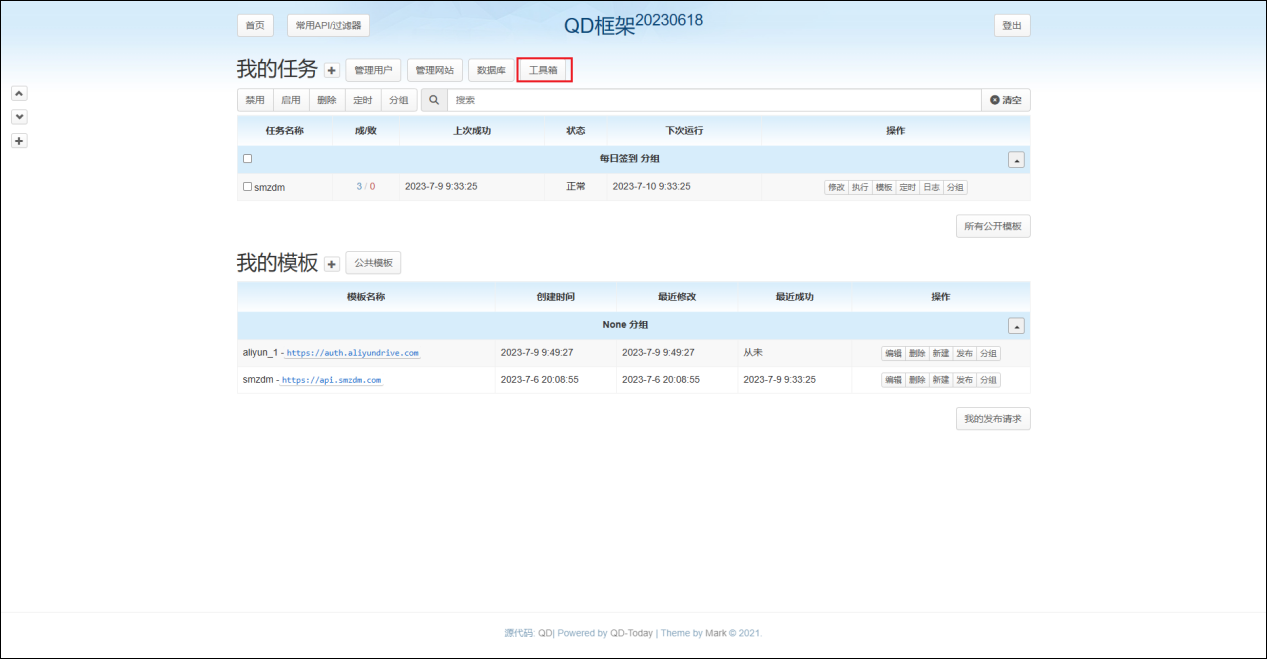 首页 常用API/过滤器 QD框架20230618 登出
我的任务 管理用户 管理网站 数据库 工具箱
禁用 启用 删除 定时 分组 搜索 清空
任务名称 成/败 上次成功 状态 下次运行 操作
每日签到 分组
smzdm 3 / 0 2023-7-9 9:33:25 正常 2023-7-10 9:33:25 修改 执行 模板 定时 日志 分组
所有公开模板
我的模板 公共模板
模板名称 创建时间 最近修改 最近成功 操作
None 分组
aliyun_1 - https://auth.aliyundrive.com 2023-7-9 9:49:27 2023-7-9 9:49:27 从未 编辑 删除 新建 发布 分组
smzdm - https://api.smzdm.com 2023-7-6 20:08:55 2023-7-6 20:08:55 2023-7-9 9:33:25 编辑 删除 新建 发布 分组
我的发布请求
源代码: QD| Powered by QD-Today | Theme by Mark © 2021.